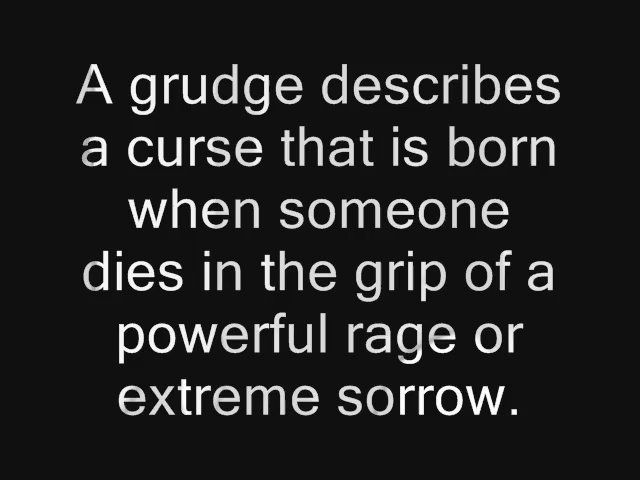 A grudge describes
a curse that is born
when someone
dies in the grip of a
powerful rage or
extreme sorrow.